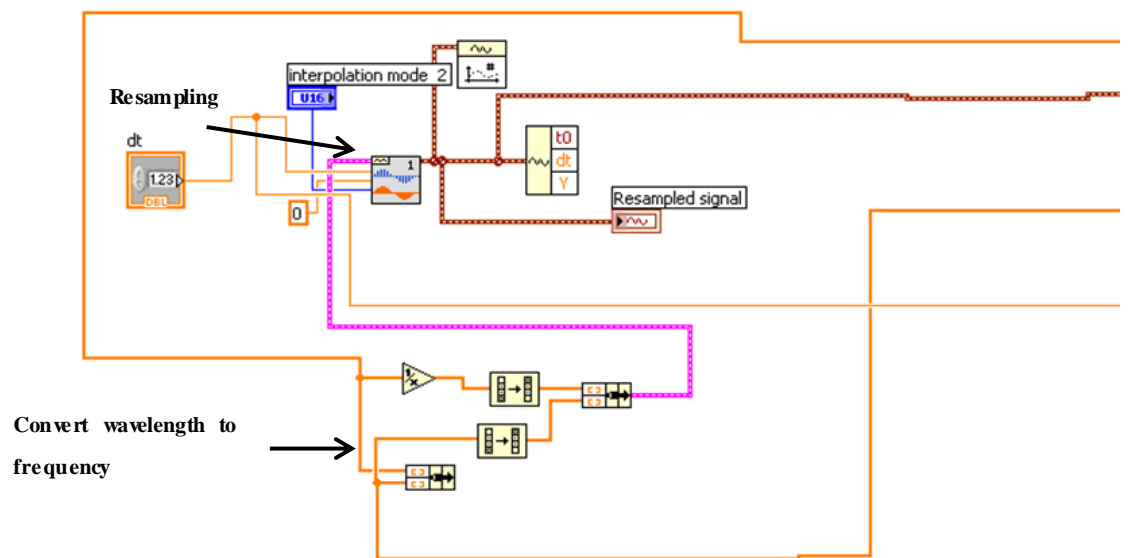 interpolation mode 2
U16
Resampling
dt
1.23
DBL
0
1
#
t0
dt
Y
Resampled signal
1/x
Convert wavelength to
frequency